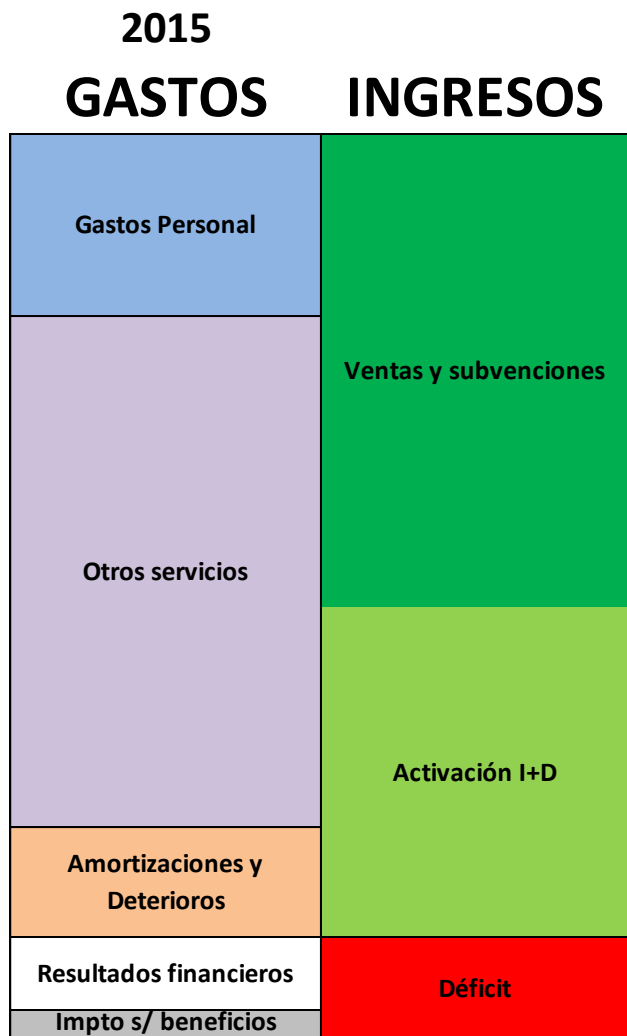 2015
GASTOS
INGRESOS
Gastos Personal
Ventas y subvenciones
Otros servicios
Activación I+D
Amortizaciones y
Deterioros
Resultados financieros
Déficit
Impto s/ beneficios